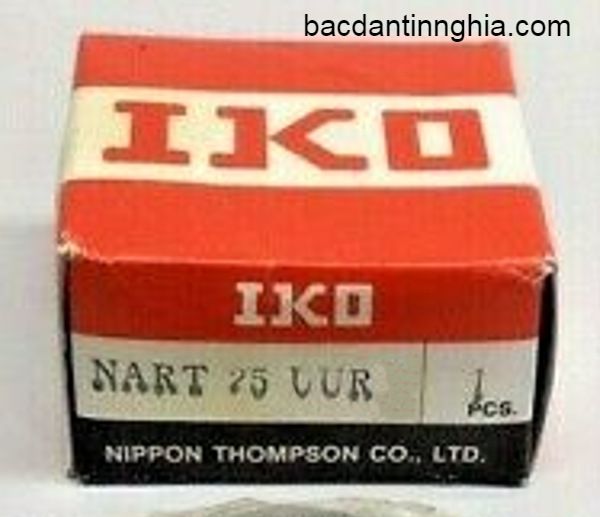 bacdantinnghia.com
IKO
IKO
NART 25 UUR
1
PCS.
NIPPON THOMPSON CO., LTD.